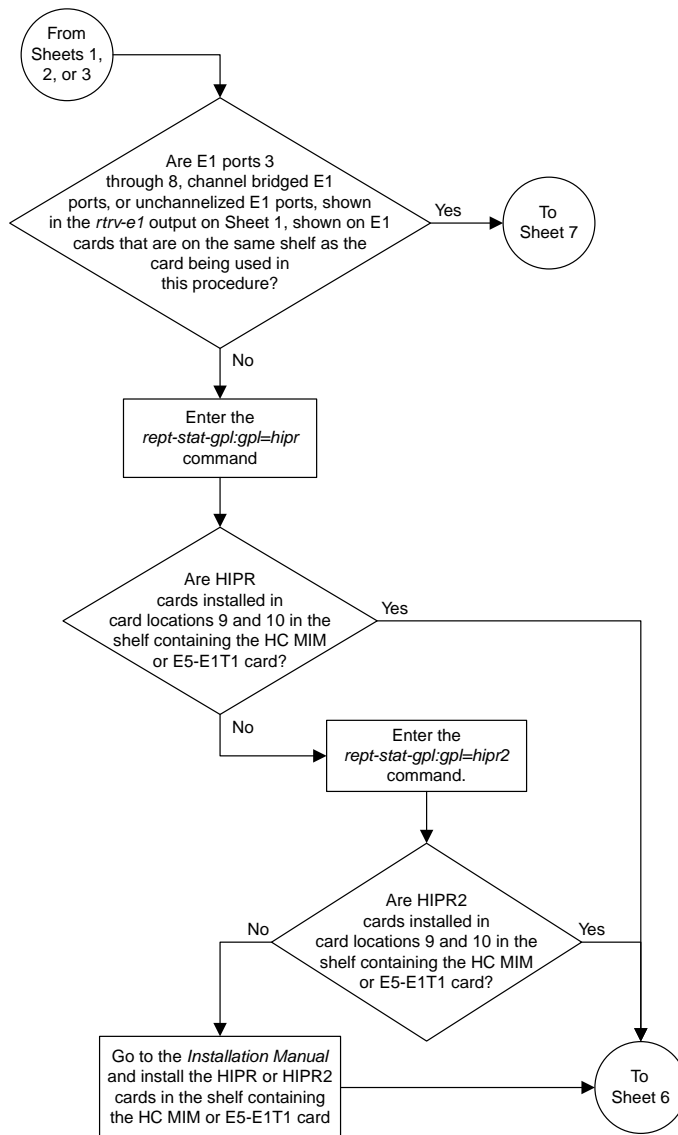 From
Sheets 1,
2, or 3
Are E1 ports 3
through 8, channel bridged E1
ports, or unchannelized E1 ports, shown
in the rtrv-e1 output on Sheet 1, shown on E1
cards that are on the same shelf as the
card being used in
this procedure?
Yes
To
Sheet 7
No
Enter the
rept-stat-gpl:gpl=hipr
command
Are HIPR
cards installed in
card locations 9 and 10 in the
shelf containing the HC MIM
or E5-E1T1 card?
Yes
No
Enter the
rept-stat-gpl:gpl=hipr2
command.
Are HIPR2
cards installed in
card locations 9 and 10 in the
shelf containing the HC MIM
or E5-E1T1 card?
No
Yes
Go to the Installation Manual
and install the HIPR or HIPR2
cards in the shelf containing
the HC MIM or E5-E1T1 card
To
Sheet 6